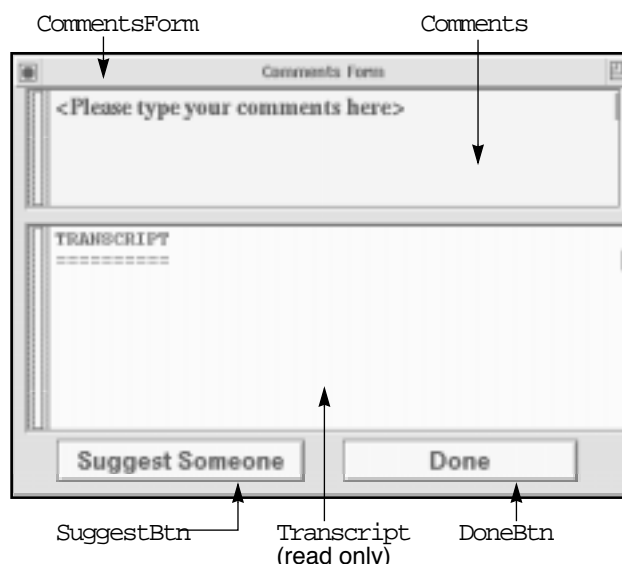 CommentsForm Comments
Comments Form
<Please type your comments here>
TRANSCRIPT
==========
Suggest Someone Done
SuggestBtn Transcript DoneBtn
(read only)